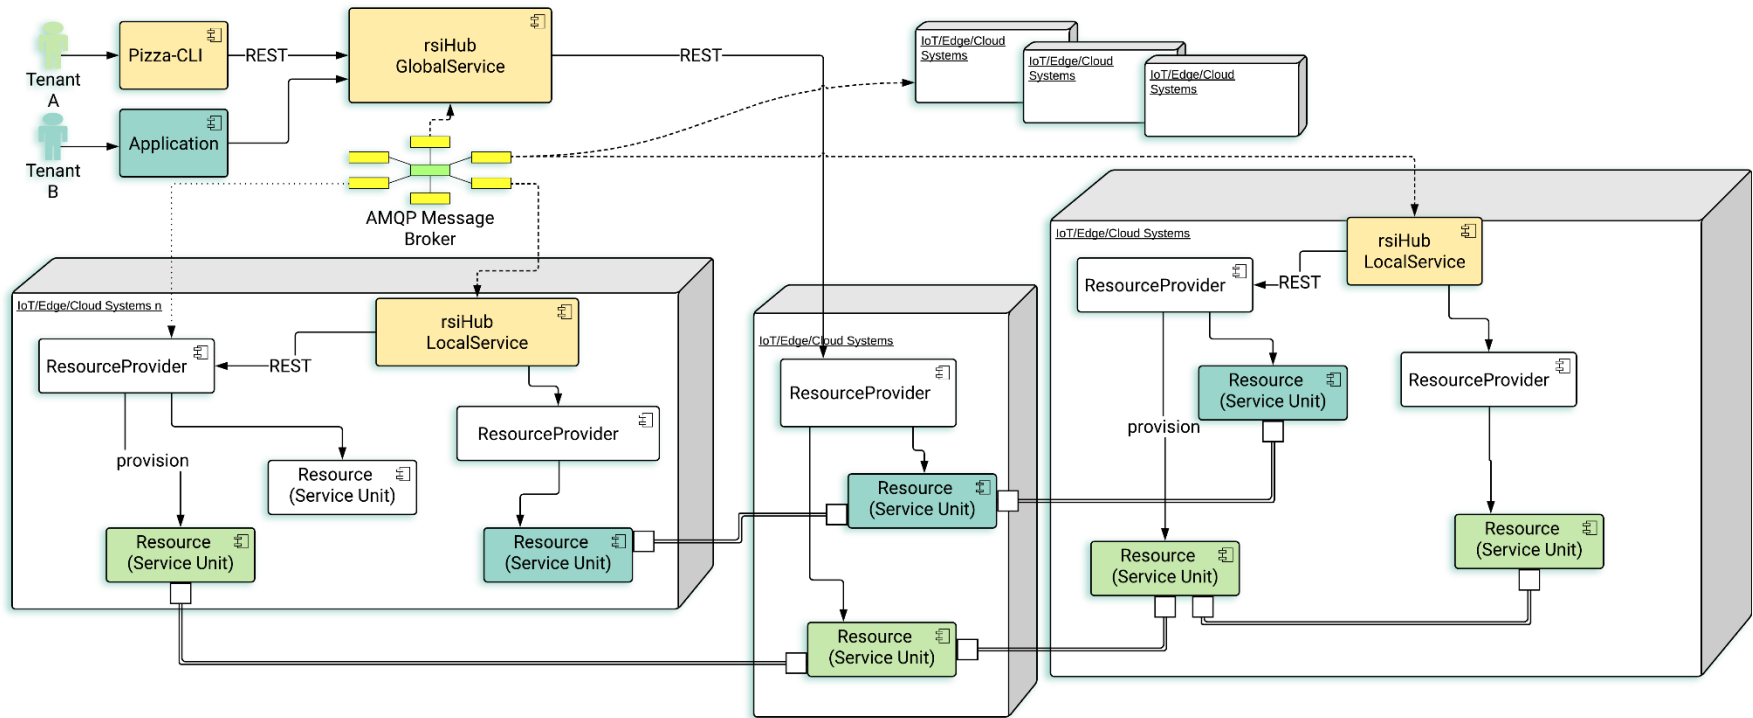 Tenant
A
Pizza-CLI
REST
rsiHub
GlobalService
REST
IoT/Edge/Cloud
Systems
IoT/Edge/Cloud
Systems
IoT/Edge/Cloud
Systems
Tenant
B
Application
AMQP Message
Broker
IoT/Edge/Cloud Systems n
rsiHub
LocalService
REST
ResourceProvider
ResourceProvider
provision
Resource
(Service Unit)
Resource
(Service Unit)
Resource
(Service Unit)
IoT/Edge/Cloud Systems
ResourceProvider
Resource
(Service Unit)
Resource
(Service Unit)
IoT/Edge/Cloud Systems
rsiHub
LocalService
REST
ResourceProvider
ResourceProvider
Resource
(Service Unit)
provision
Resource
(Service Unit)
Resource
(Service Unit)